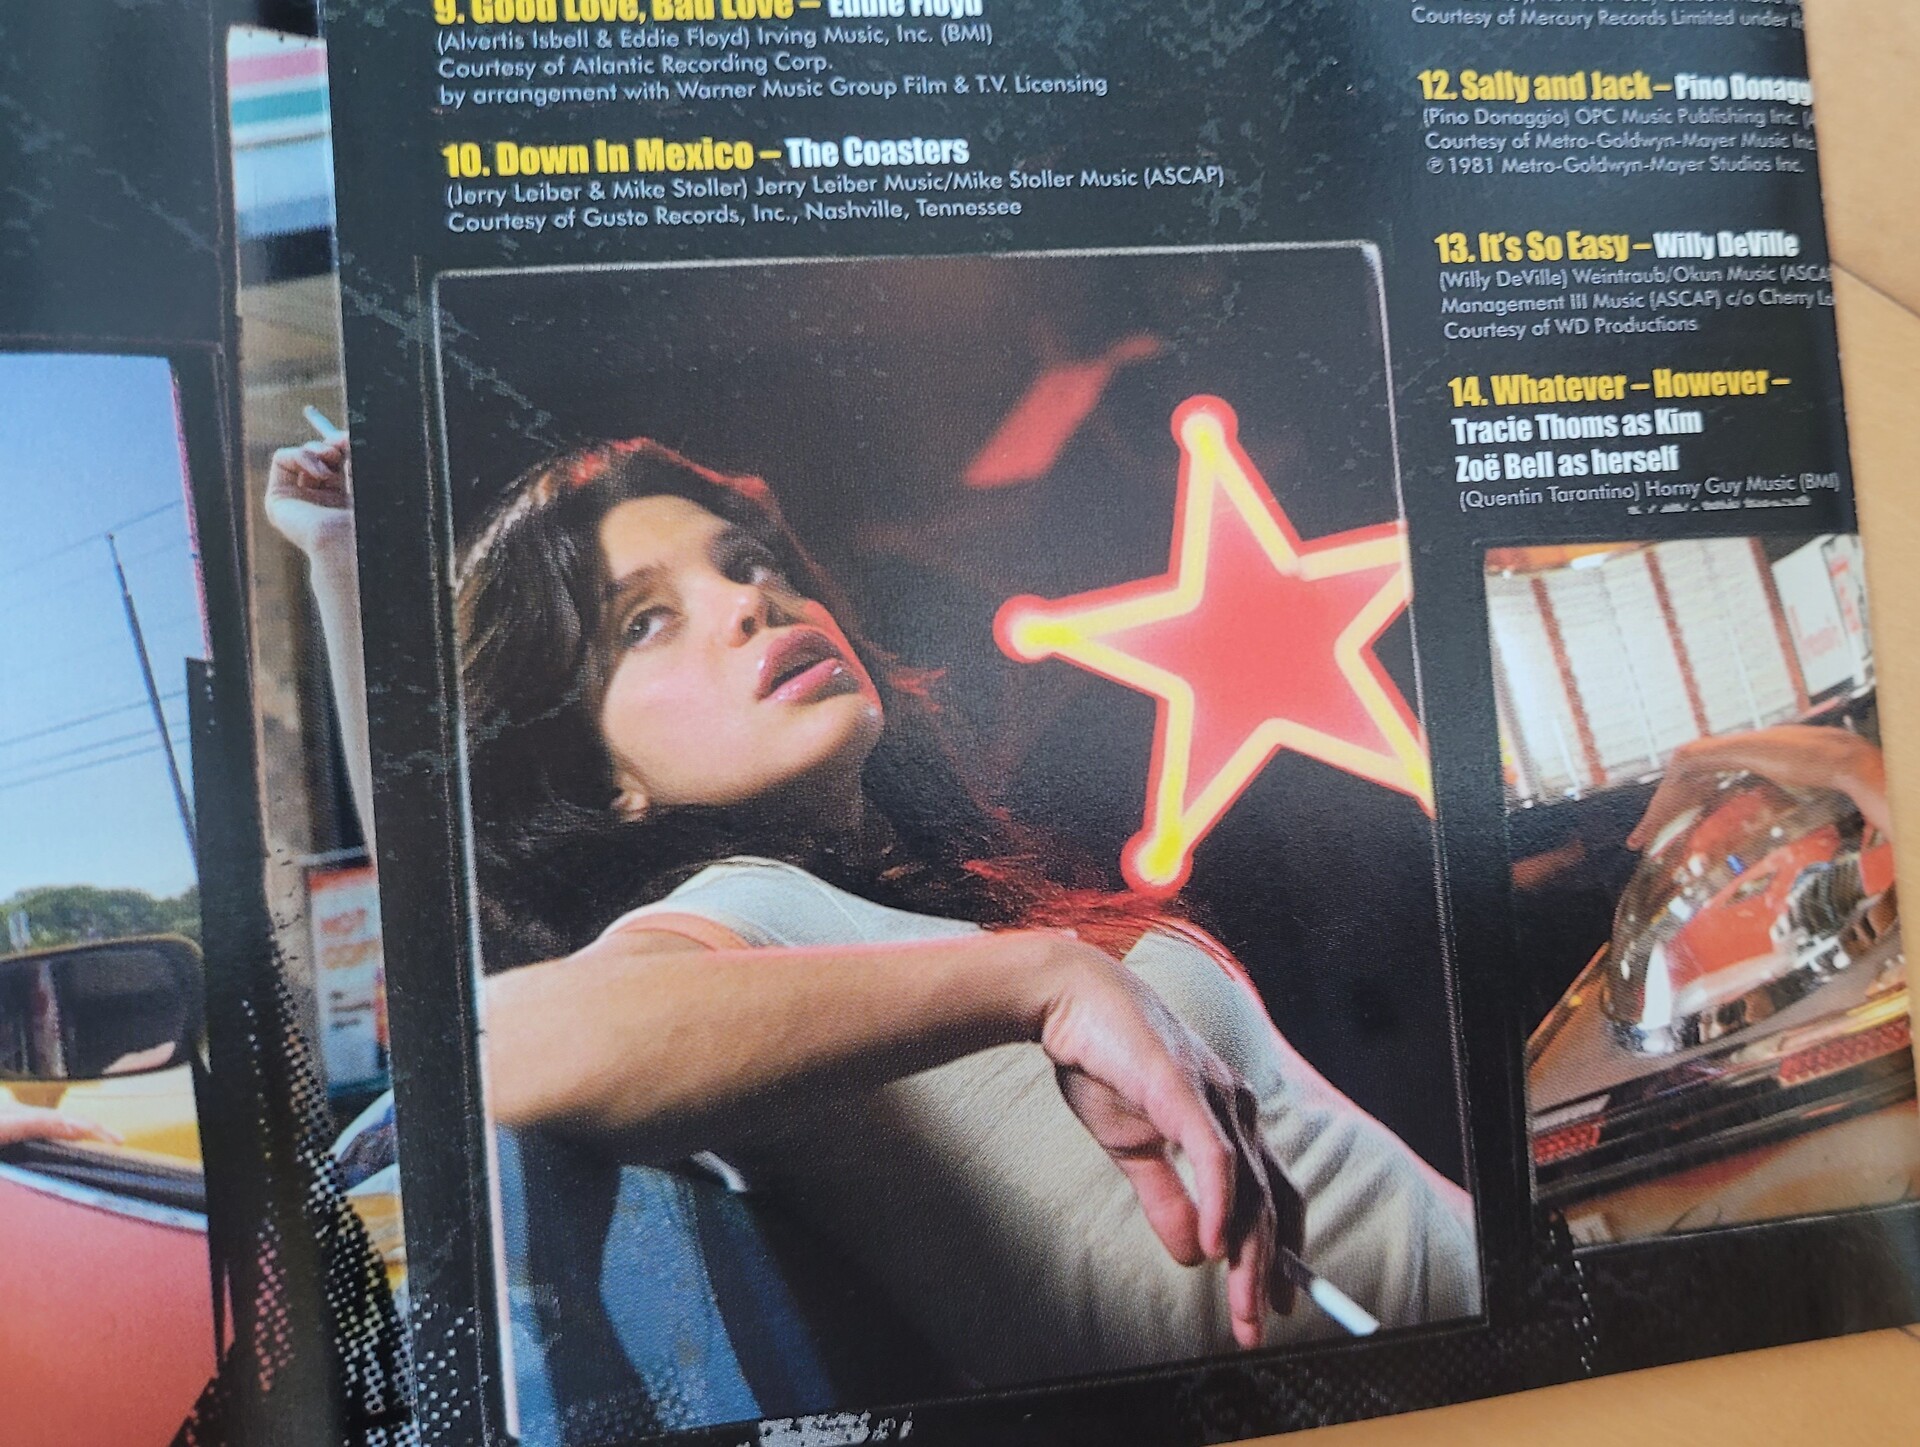 9. Good Love, Bad Love – Eddie Floyd
(Alvertis Isbell & Eddie Floyd) Irving Music, Inc. (BMI)
Courtesy of Atlantic Recording Corp.
by arrangement with Warner Music Group Film & T.V. Licensing
10. Down In Mexico – The Coasters
(Jerry Leiber & Mike Stoller) Jerry Leiber Music/Mike Stoller Music (ASCAP)
Courtesy of Gusto Records, Inc., Nashville, Tennessee
Courtesy of Mercury Records Limited under
12. Sally and Jack – Pino Donagg
(Pino Donaggio) OPC Music Publishing Inc.
Courtesy of Metro-Goldwyn-Mayer Music Inc
℗ 1981 Metro-Goldwyn-Mayer Studios Inc.
13. It's So Easy – Willy DeVille
(Willy DeVille) Weintraub/Okun Music (ASCA
Management III Music (ASCAP) c/o Cherry
Courtesy of WD Productions
14. Whatever – However –
Tracie Thoms as Kim
Zoë Bell as herself
(Quentin Tarantino) Horny Guy Music (BMI)